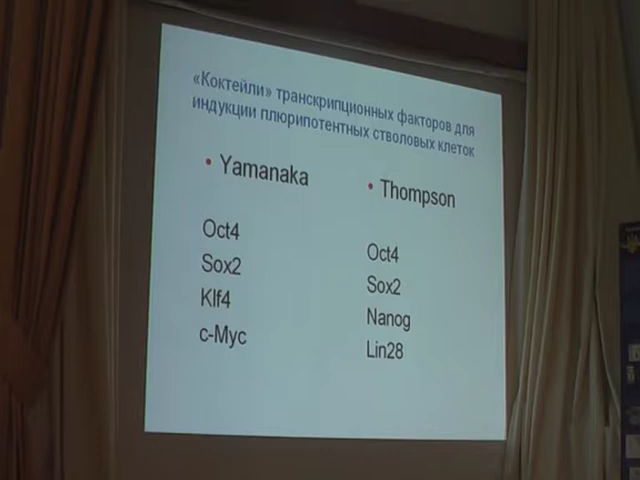 «Коктейли» транскрипционных факторов для
индукции плюрипотентных стволовых клеток
• Yamanaka
Oct4
Sox2
Klf4
c-Myc
• Thompson
Oct4
Sox2
Nanog
Lin28